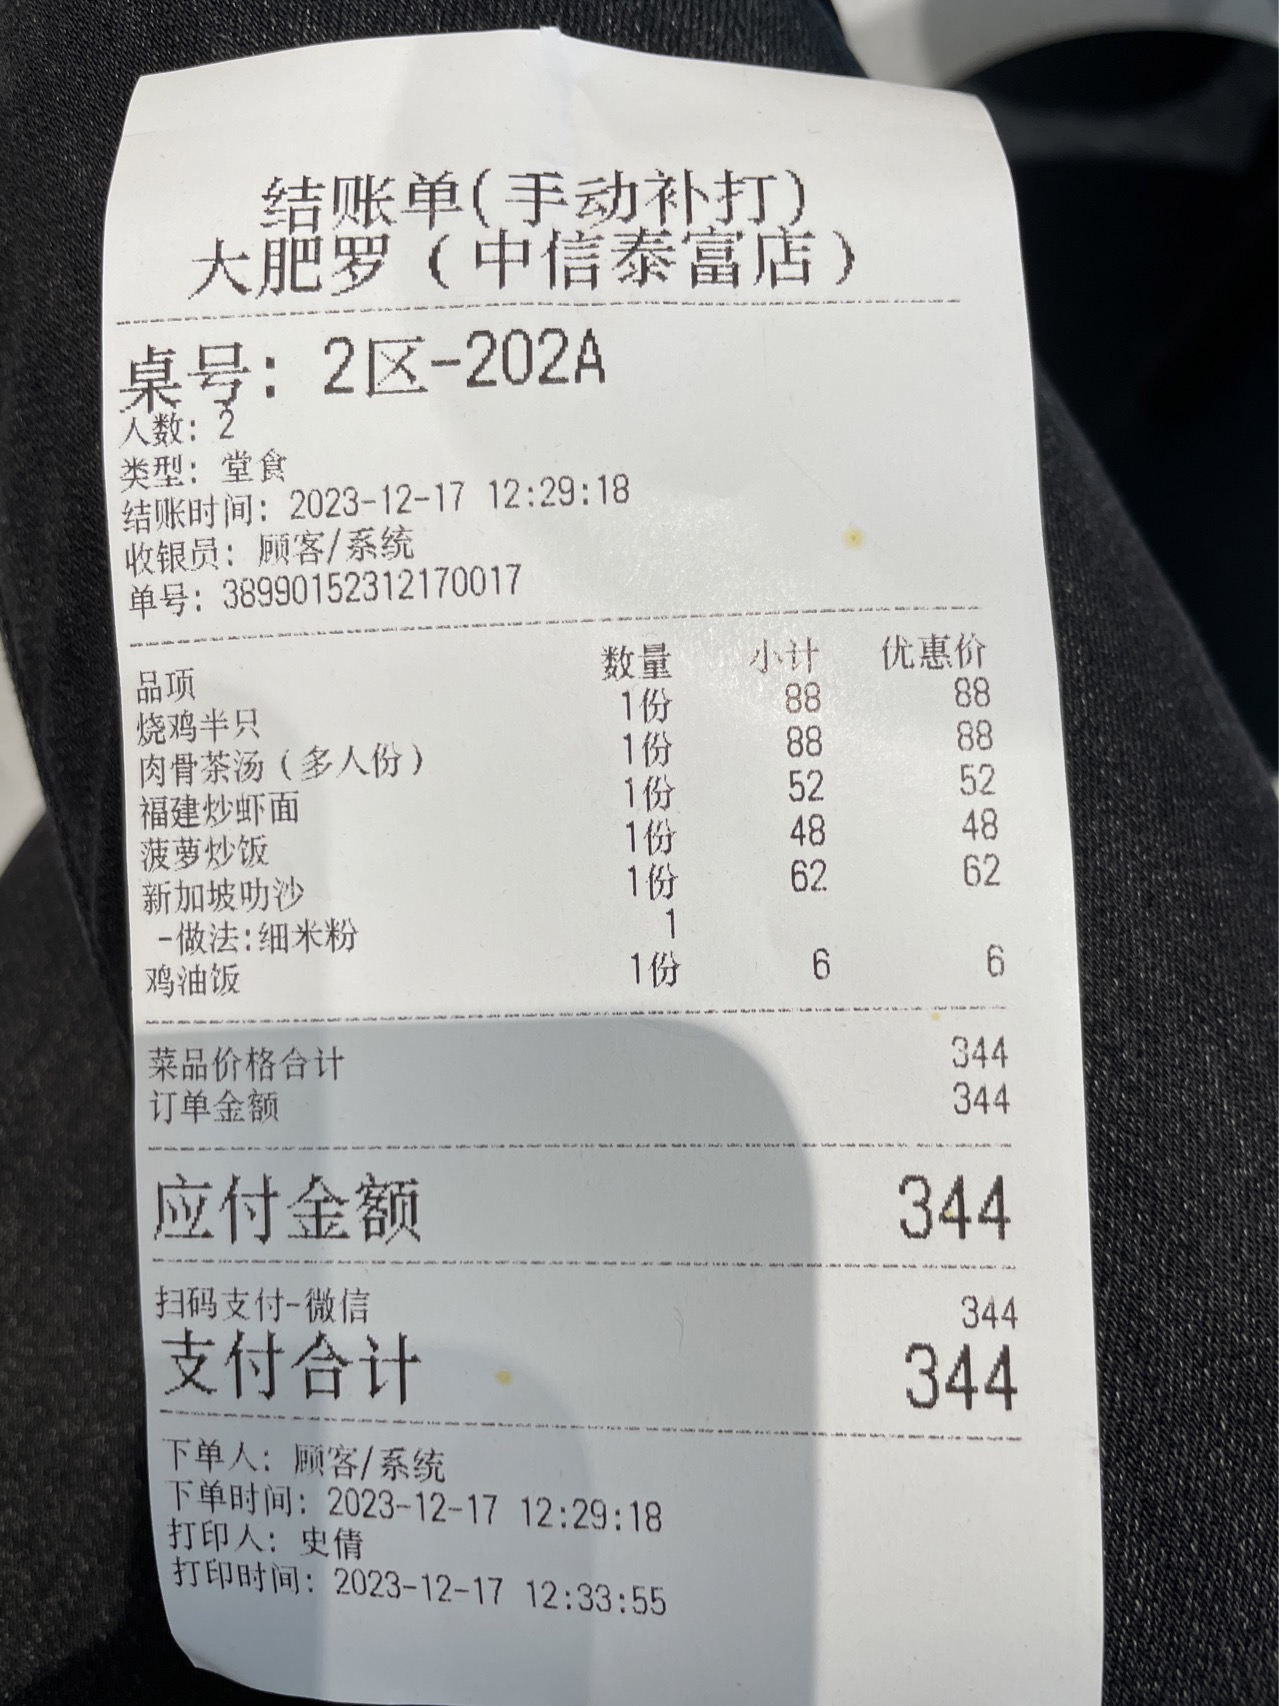 结账单(手动补打)
大肥罗（中信泰富店）
桌号: 2区-202A
人数: 2
类型: 堂食
结账时间: 2023-12-17 12:29:18
收银员: 顾客/系统
单号: 38990152312170017
品项 数量 小计 优惠价
烧鸡半只 1份 88 88
肉骨茶汤（多人份） 1份 88 88
福建炒虾面 1份 52 52
菠萝炒饭 1份 48 48
新加坡叻沙 1份 62 62
-做法:细米粉 1
鸡油饭 1份 6 6
菜品价格合计 344
订单金额 344
应付金额 344
扫码支付-微信 344
支付合计 344
下单人: 顾客/系统
下单时间: 2023-12-17 12:29:18
打印人: 史倩
打印时间: 2023-12-17 12:33:55